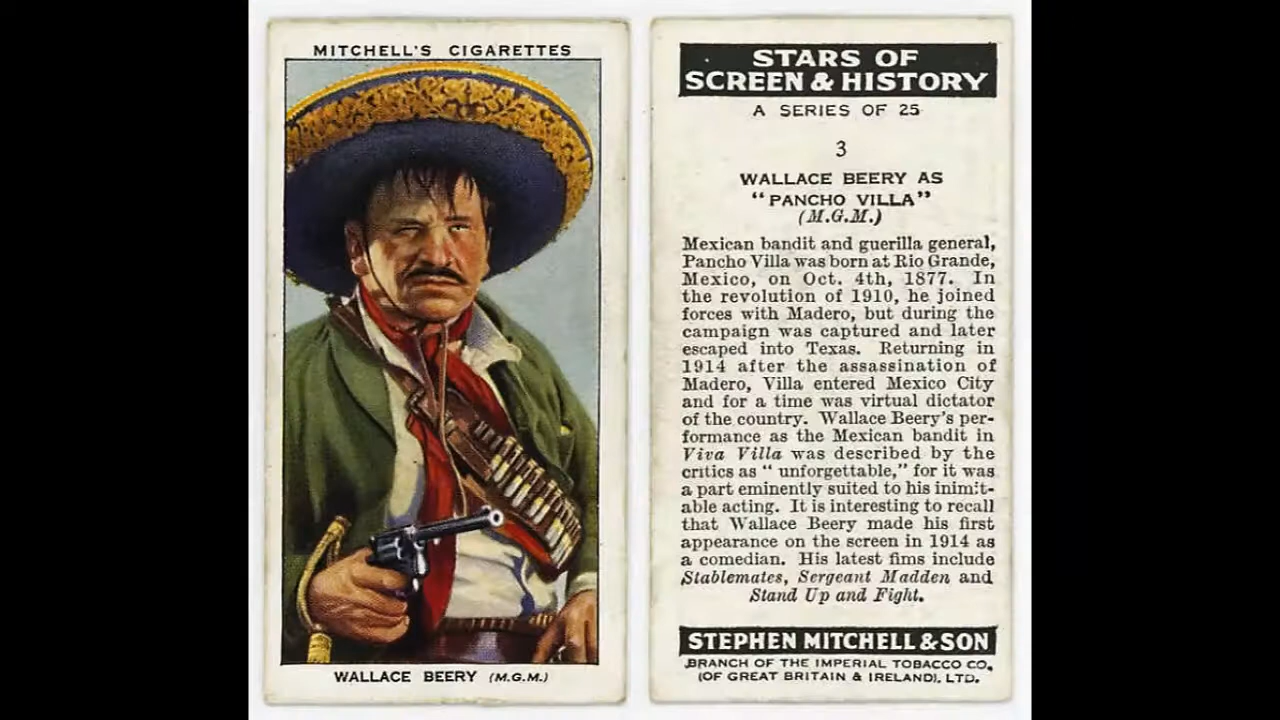 MITCHELL'S CIGARETTES
WALLACE BEERY (M.G.M.)
STARS OF
SCREEN & HISTORY
A SERIES OF 25
3
WALLACE BEERY AS
"PANCHO VILLA"
(M.G.M.)
Mexican bandit and guerilla general,
Pancho Villa was born at Rio Grande,
Mexico, on Oct. 4th, 1877. In
the revolution of 1910, he joined
forces with Madero, but during the
campaign was captured and later
escaped into Texas. Returning in
1914 after the assassination of
Madero, Villa entered Mexico City
and for a time was virtual dictator
of the country. Wallace Beery's per-
formance as the Mexican bandit in
Viva Villa was described by the
critics as " unforgettable," for it was
a part eminently suited to his inimit-
able acting. It is interesting to recall
that Wallace Beery made his first
appearance on the screen in 1914 as
a comedian. His latest fims include
Stablemates, Sergeant Madden and
Stand Up and Fight.
STEPHEN MITCHELL & SON
BRANCH OF THE IMPERIAL TOBACCO CO.
(OF GREAT BRITAIN & IRELAND), LTD.